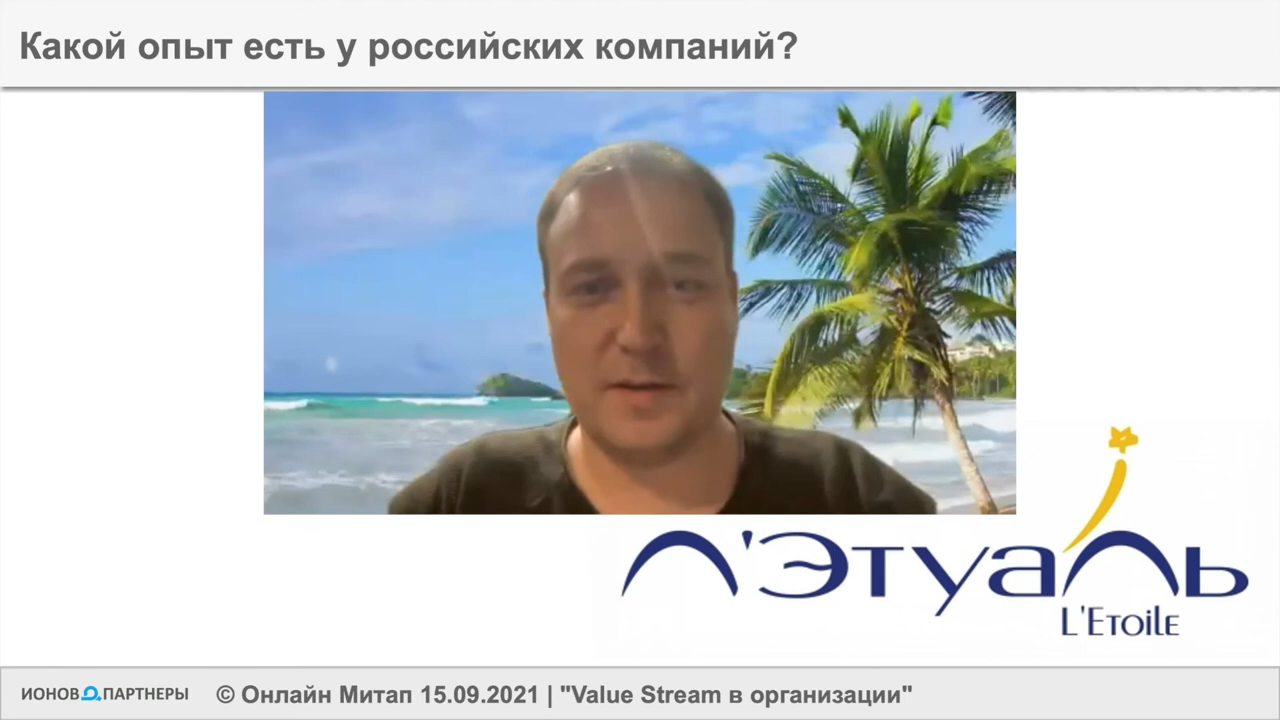 Какой опыт есть у российских компаний?
Л'Этуаль
L'Etoile
ИОНОВ ПАРТНЕРЫ © Онлайн Митап 15.09.2021 | "Value Stream в организации"